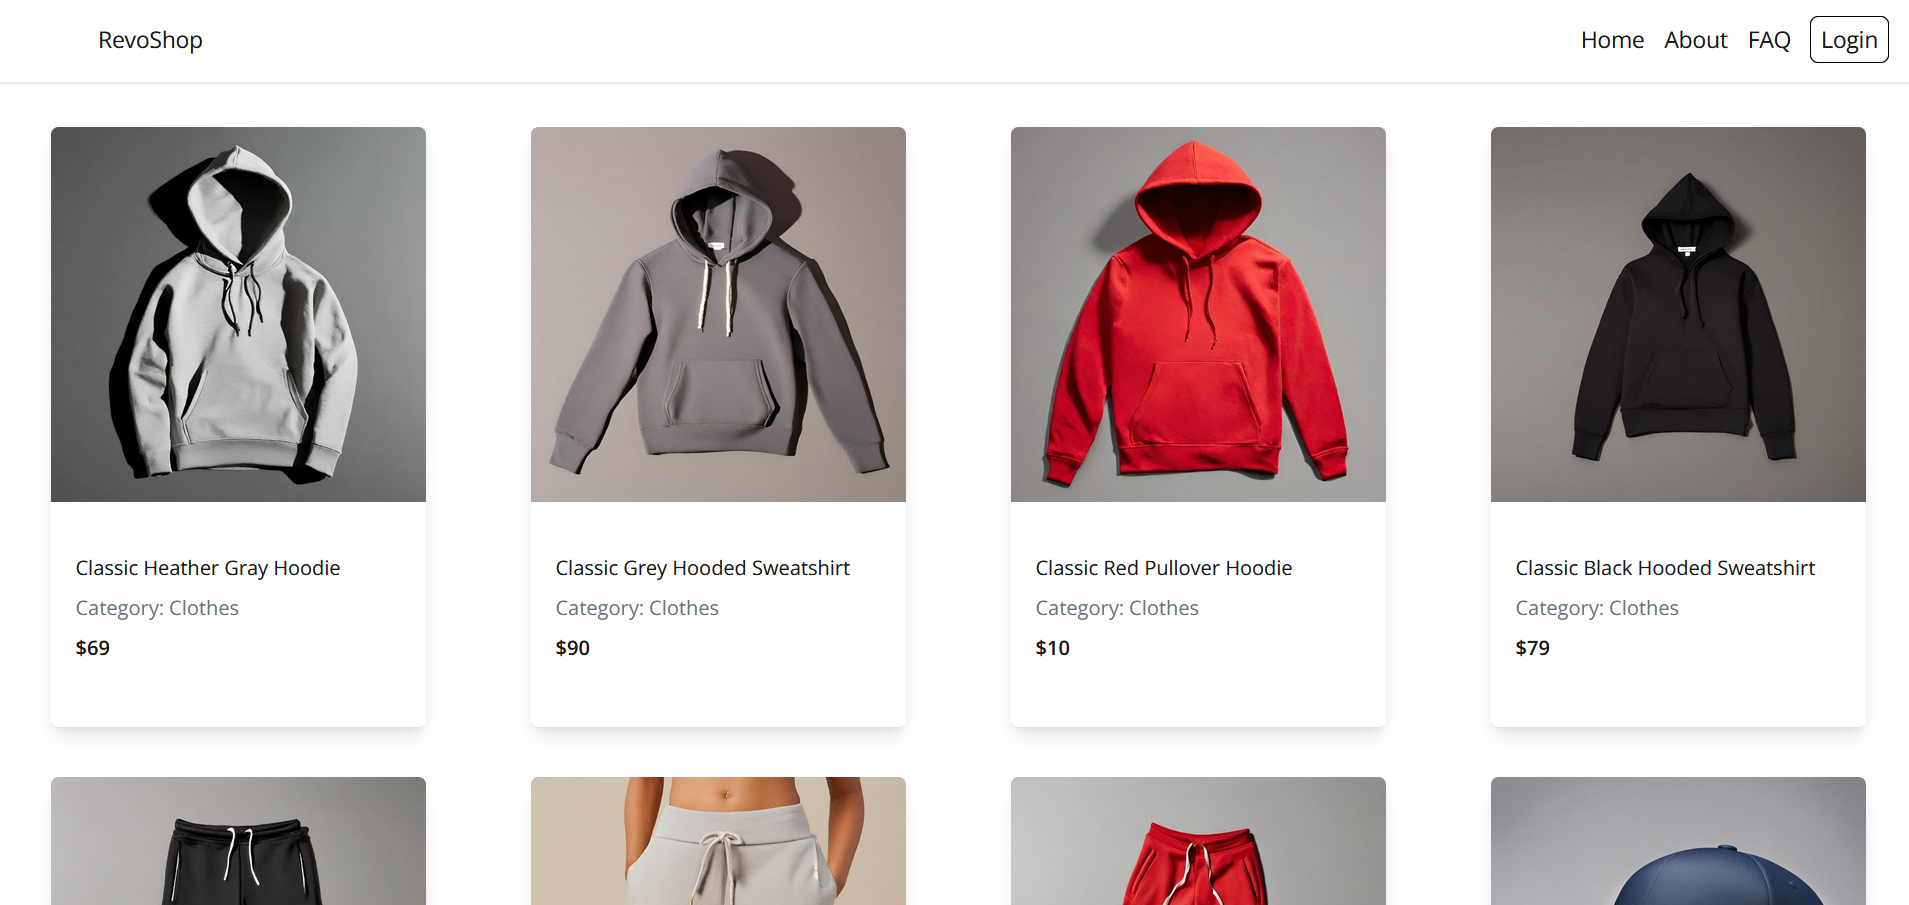 RevoShop
Home About FAQ Login
Classic Heather Gray Hoodie
Category: Clothes
$69
Classic Grey Hooded Sweatshirt
Category: Clothes
$90
Classic Red Pullover Hoodie
Category: Clothes
$10
Classic Black Hooded Sweatshirt
Category: Clothes
$79